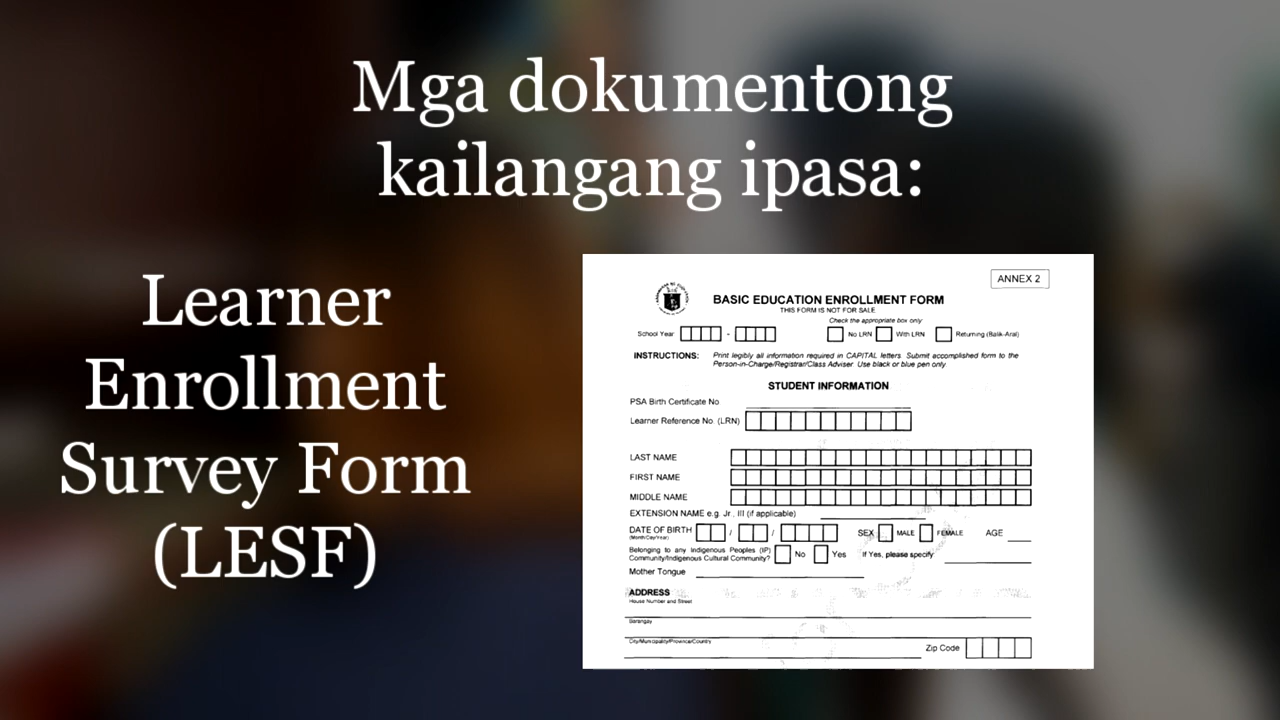 Mga dokumentong
kailangang ipasa:
Learner
Enrollment
Survey Form
(LESF)
ANNEX 2
BASIC EDUCATION ENROLLMENT FORM
THIS FORM IS NOT FOR SALE
Check the appropriate box only
School Year - No LRN With LRN Returning (Balik-Aral)
INSTRUCTIONS: Print legibly all information required in CAPITAL letters. Submit accomplished form to the
Person-in-Charge/Registrar/Class Adviser. Use black or blue pen only.
STUDENT INFORMATION
PSA Birth Certificate No
Learner Reference No. (LRN)
LAST NAME
FIRST NAME
MIDDLE NAME
EXTENSION NAME e.g. Jr., III (if applicable)
DATE OF BIRTH / / SEX MALE FEMALE AGE
(Month/Day/Year)
Belonging to any Indigenous Peoples (IP)
Community/Indigenous Cultural Community? No Yes If Yes, please specify:
Mother Tongue
ADDRESS
House Number and Street
Barangay
City/Municipality/Province/Country
Zip Code